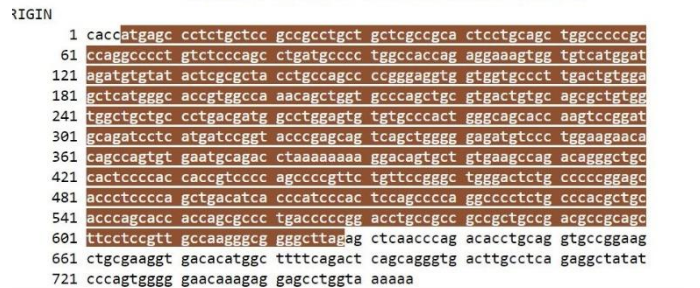 RIGIN
1 caccatgagc cctctgctcc gccgcctgct gctcgccgca ctcctgcagc tggcccccgc
61 ccaggcccct gtctcccagc ctgatgcccc tggccaccag aggaaagtgg tgtcatggat
121 agatgtgtat actcgcgcta cctgccagcc ccgggaggtg gtggtgccct tgactgtgga
181 gctcatgggc accgtggcca aacagctggt gcccagctgc gtgactgtgc agcgctgtgg
241 tggctgctgc cctgacgatg gcctggagtg tgtgcccact gggcagcacc aagtccggat
301 gcagatcctc atgatccggt acccgagcag tcagctgggg gagatgtccc tggaagaaca
361 cagccagtgt gaatgcagac ctaaaaaaaa ggacagtgct gtgaagccag acagggctgc
421 cactccccac caccgtcccc agccccgttc tgttccgggc tgggactctg cccccggagc
481 accctccccc gctgacatca cccatcccac tccagcccca ggcccctctg cccacgctgc
541 acccagcacc accagcgccc tgacccccgg acctgccgcc gccgctgccg acgccgcagc
601 ttcctccgtt gccaagggcg gggcttagag ctcaacccag acacctgcag gtgccggaag
661 ctgcgaaggt gacacatggc ttttcagact cagcagggtg acttgcctca gaggctatat
721 cccagtgggg gaacaaagag gagcctggta aaaaa